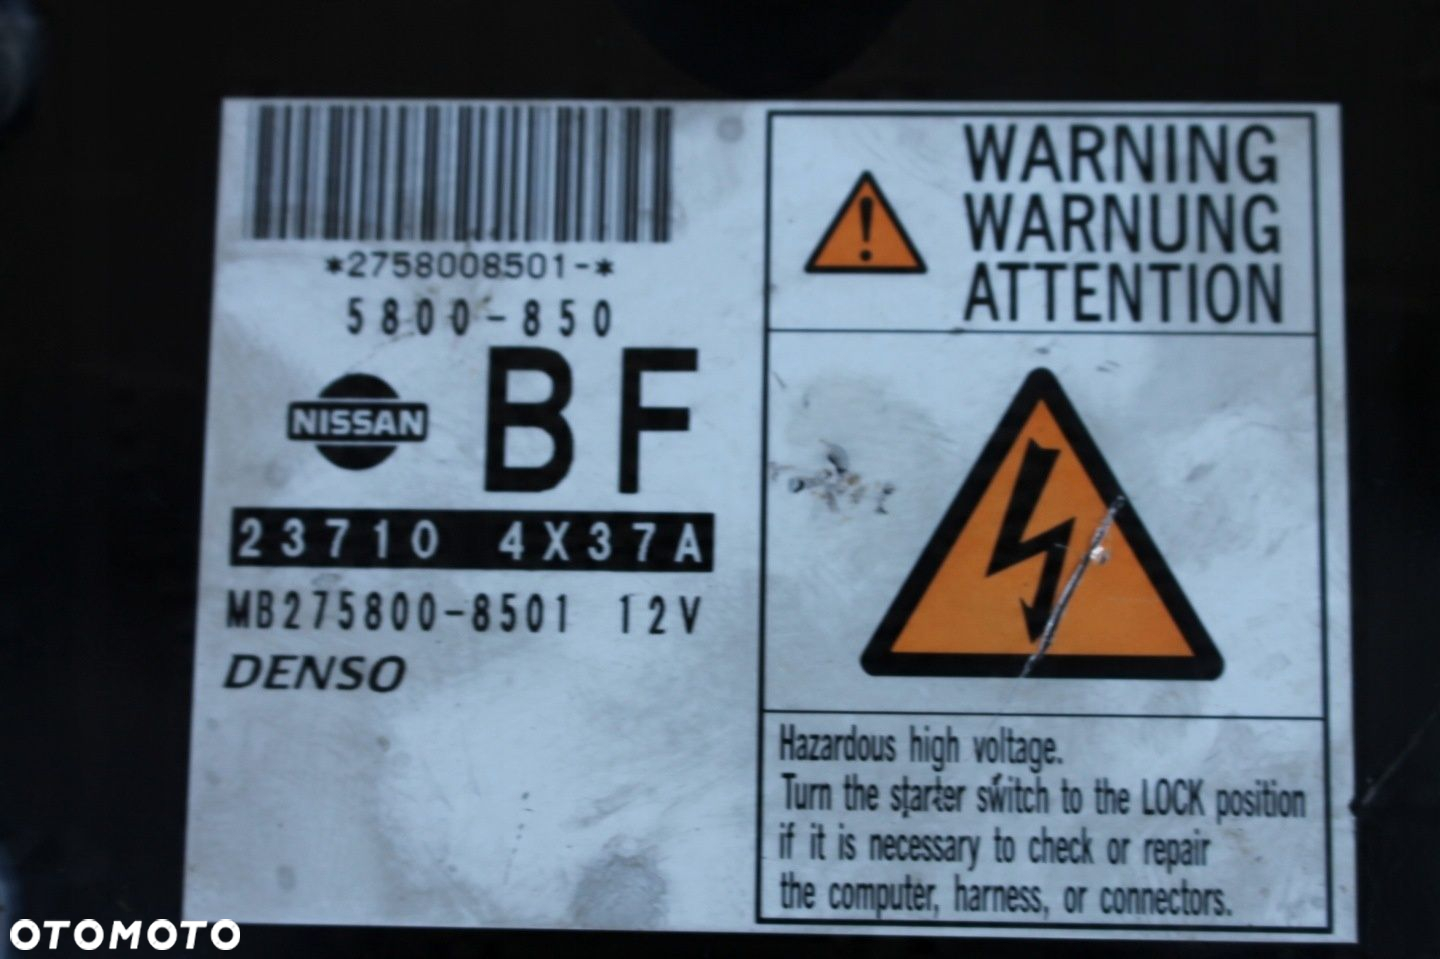 *2758008501-*
5800-850
NISSAN
BF
23710 4X37A
MB275800-8501 12V
DENSO
WARNING
WARNUNG
ATTENTION
Hazardous high voltage.
Turn the starter switch to the LOCK position
if it is necessary to check or repair
the computer, harness, or connectors.
OTOMOTO